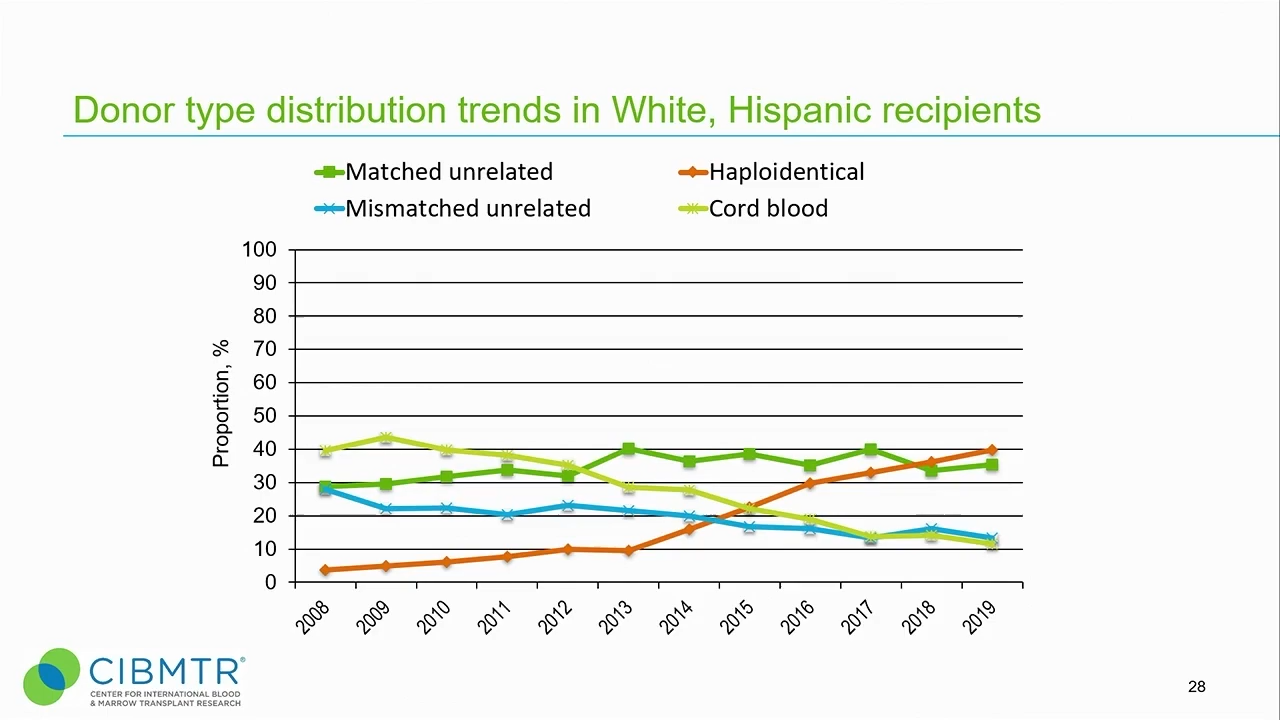 Donor type distribution trends in White, Hispanic recipients
Matched unrelated
Haploidentical
Mismatched unrelated
Cord blood
Proportion, %
100
90
80
70
60
50
40
30
20
10
0
2008
2009
2010
2011
2012
2013
2014
2015
2016
2017
2018
2019
CIBMTR®
CENTER FOR INTERNATIONAL BLOOD
& MARROW TRANSPLANT RESEARCH
28